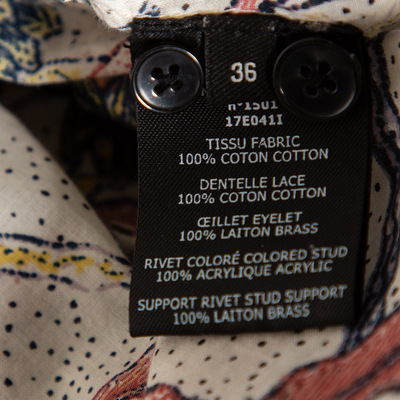 36
n°1501
17E041I
TISSU FABRIC
100% COTON COTTON
DENTELLE LACE
100% COTON COTTON
ŒILLET EYELET
100% LAITON BRASS
RIVET COLORÉ COLORED STUD
100% ACRYLIQUE ACRYLIC
SUPPORT RIVET STUD SUPPORT
100% LAITON BRASS